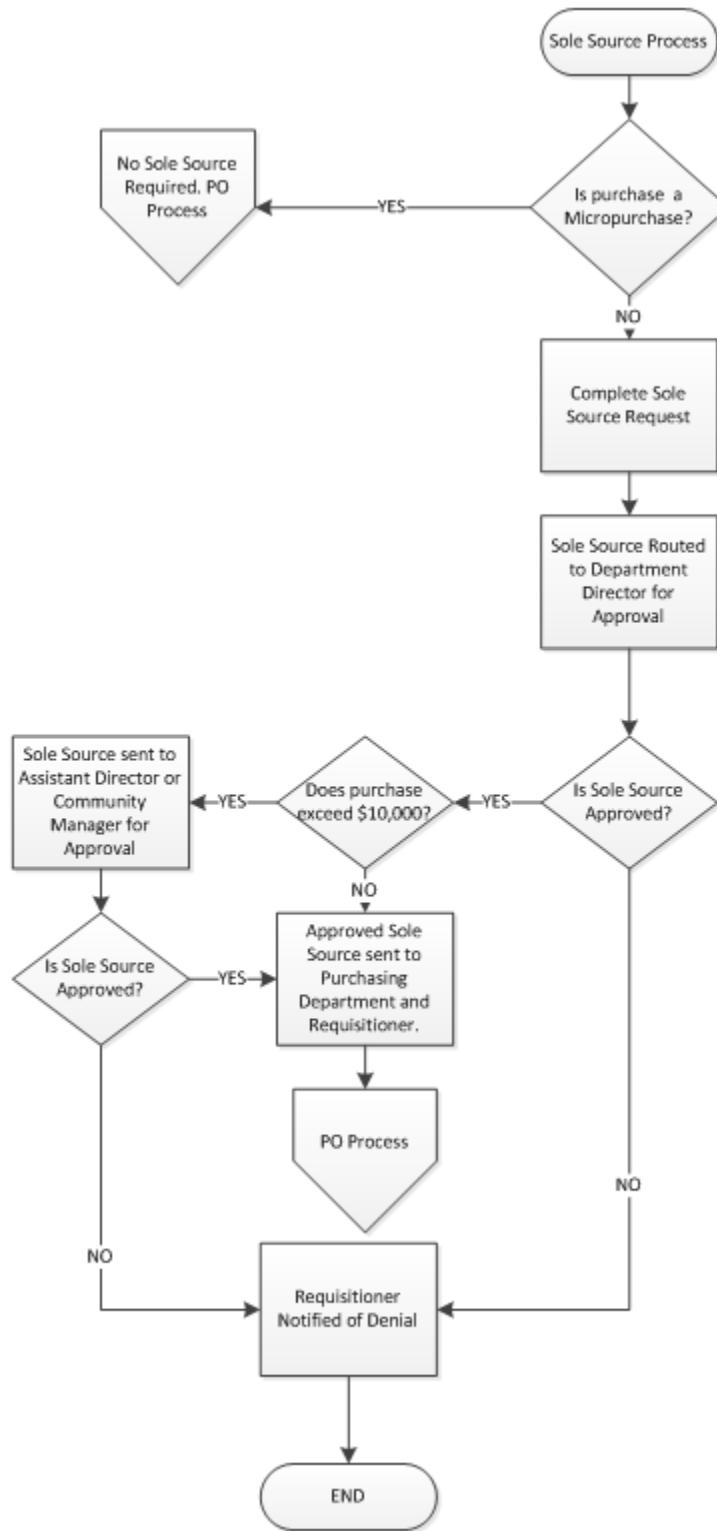 Sole Source Process
No Sole Source
Required. PO
Process
YES
Is purchase a
Micropurchase?
NO
Complete Sole
Source Request
Sole Source Routed
to Department
Director for
Approval
Sole Source sent to
Assistant Director or
Community
Manager for
Approval
YES
Does purchase
exceed $10,000?
YES
Is Sole Source
Approved?
NO
Is Sole Source
Approved?
YES
Approved Sole
Source sent to
Purchasing
Department and
Requisitioner.
PO Process
NO
NO
Requisitioner
Notified of Denial
END